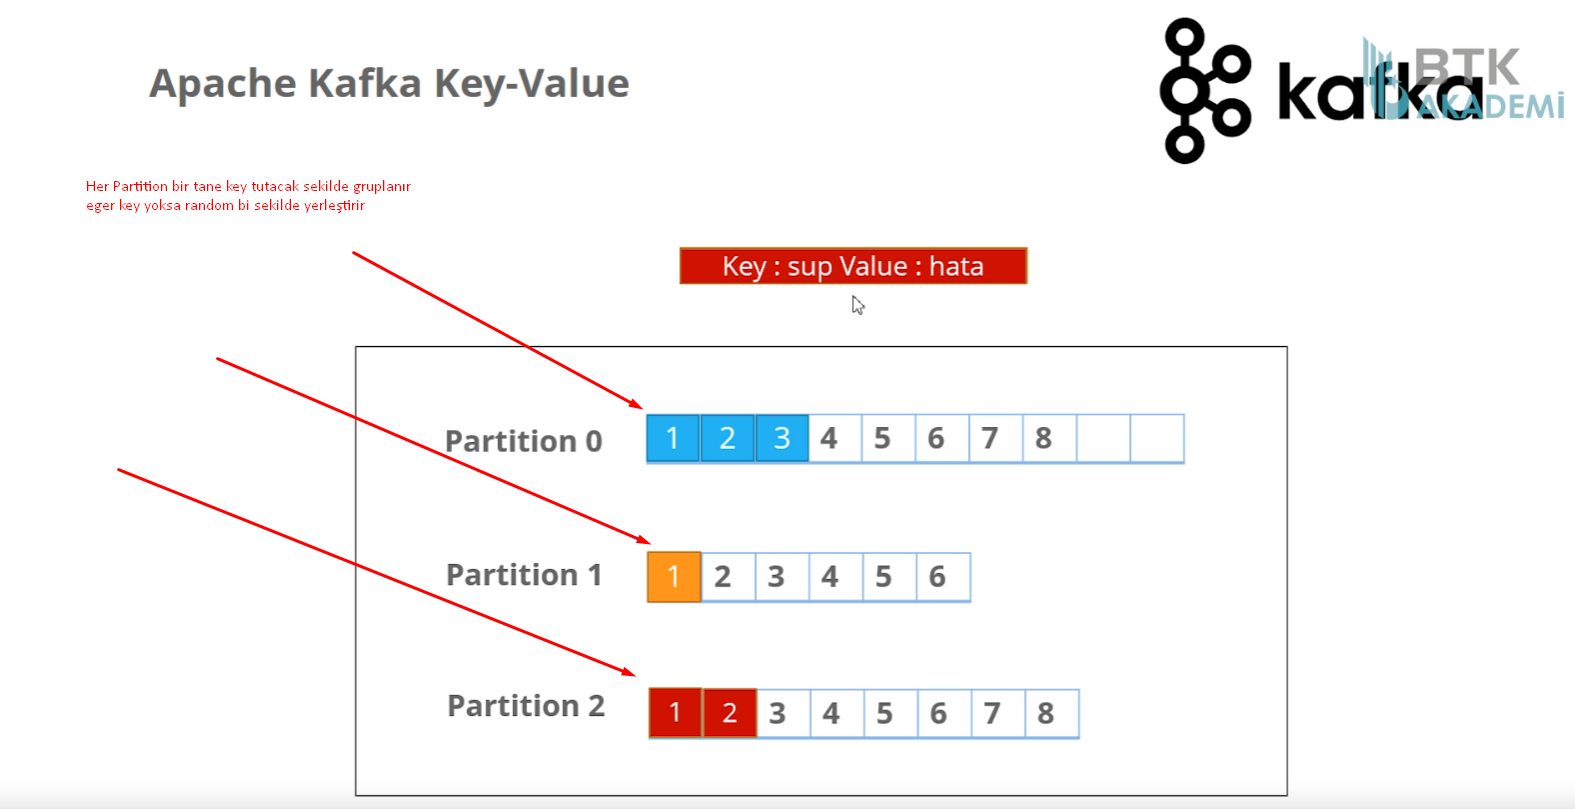 Apache Kafka Key-Value
kafka
BTK
AKADEMİ
Her Partition bir tane key tutacak sekilde gruplanır
eger key yoksa random bi sekilde yerleştirir
Key : sup Value : hata
Partition 0 1 2 3 4 5 6 7 8
Partition 1 1 2 3 4 5 6
Partition 2 1 2 3 4 5 6 7 8